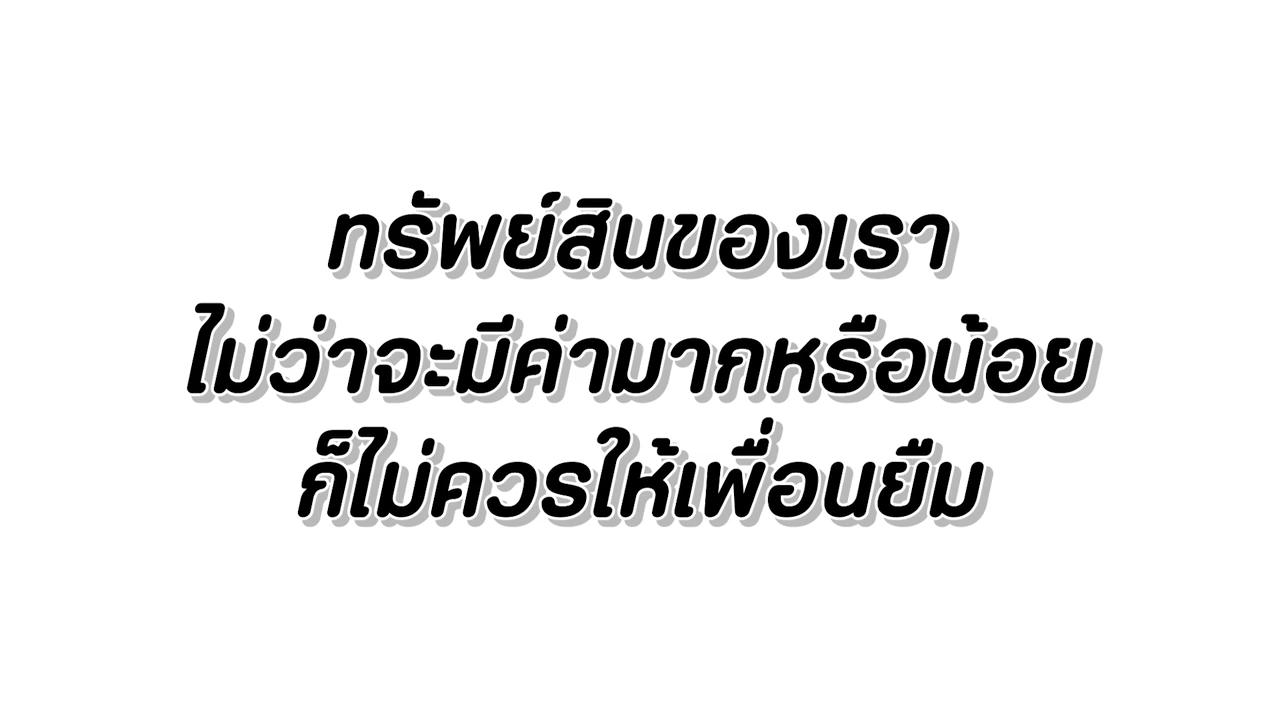 ทรัพย์สินของเรา
ไม่ว่าจะมีค่ามากหรือน้อย
ก็ไม่ควรให้เพื่อนยืม